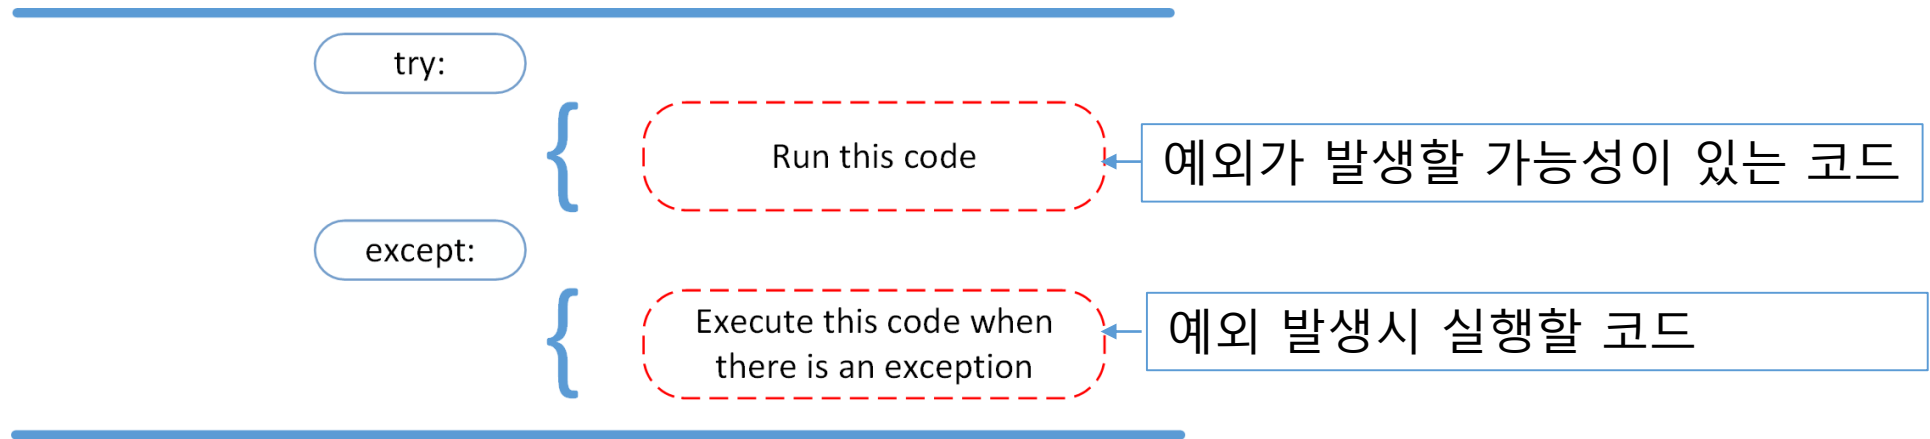 try:
Run this code
예외가 발생할 가능성이 있는 코드
except:
Execute this code when
there is an exception
예외 발생시 실행할 코드